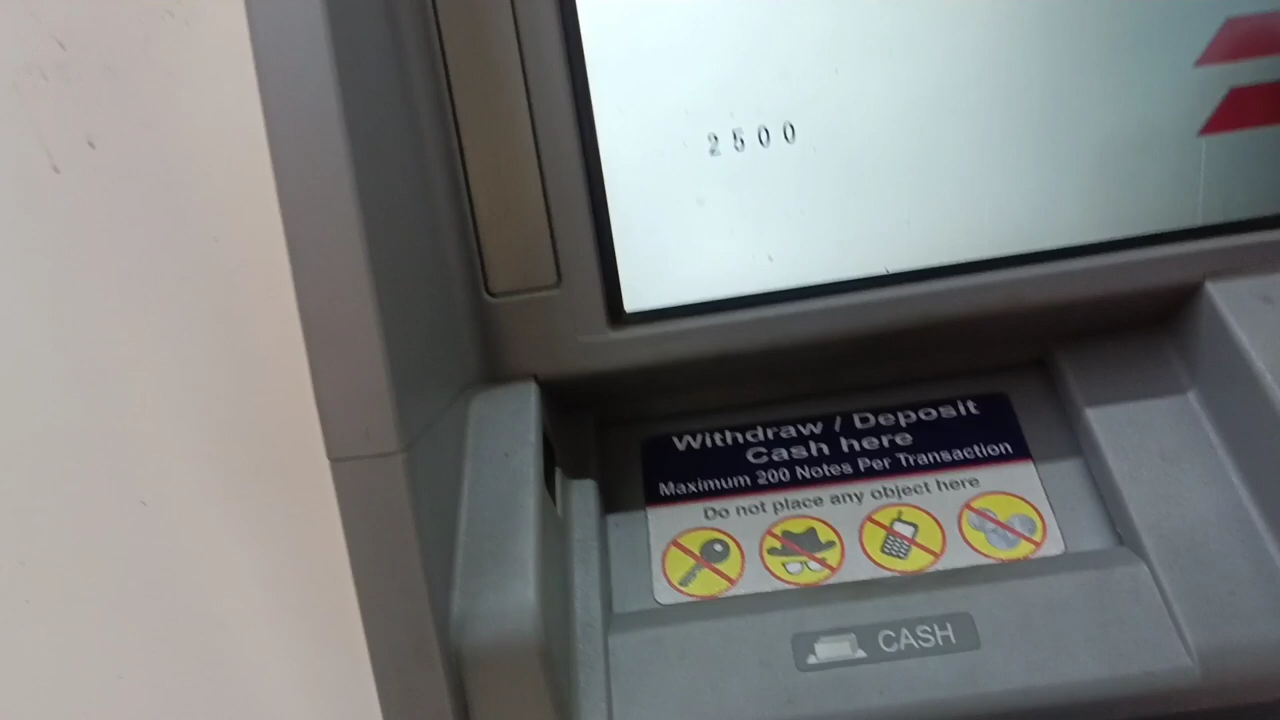 2500
Withdraw / Deposit
Cash here
Maximum 200 Notes Per Transaction
Do not place any object here
CASH